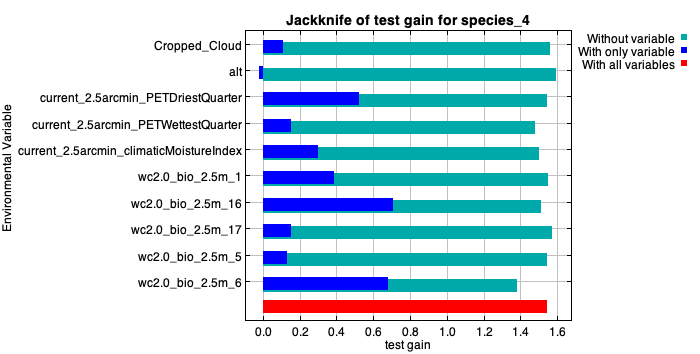 Jackknife of test gain for species_4
Without variable
With only variable
With all variables
Environmental Variable
Cropped_Cloud
alt
current_2.5arcmin_PETDriestQuarter
current_2.5arcmin_PETWettestQuarter
current_2.5arcmin_climaticMoistureIndex
wc2.0_bio_2.5m_1
wc2.0_bio_2.5m_16
wc2.0_bio_2.5m_17
wc2.0_bio_2.5m_5
wc2.0_bio_2.5m_6
0.0 0.2 0.4 0.6 0.8 1.0 1.2 1.4 1.6
test gain